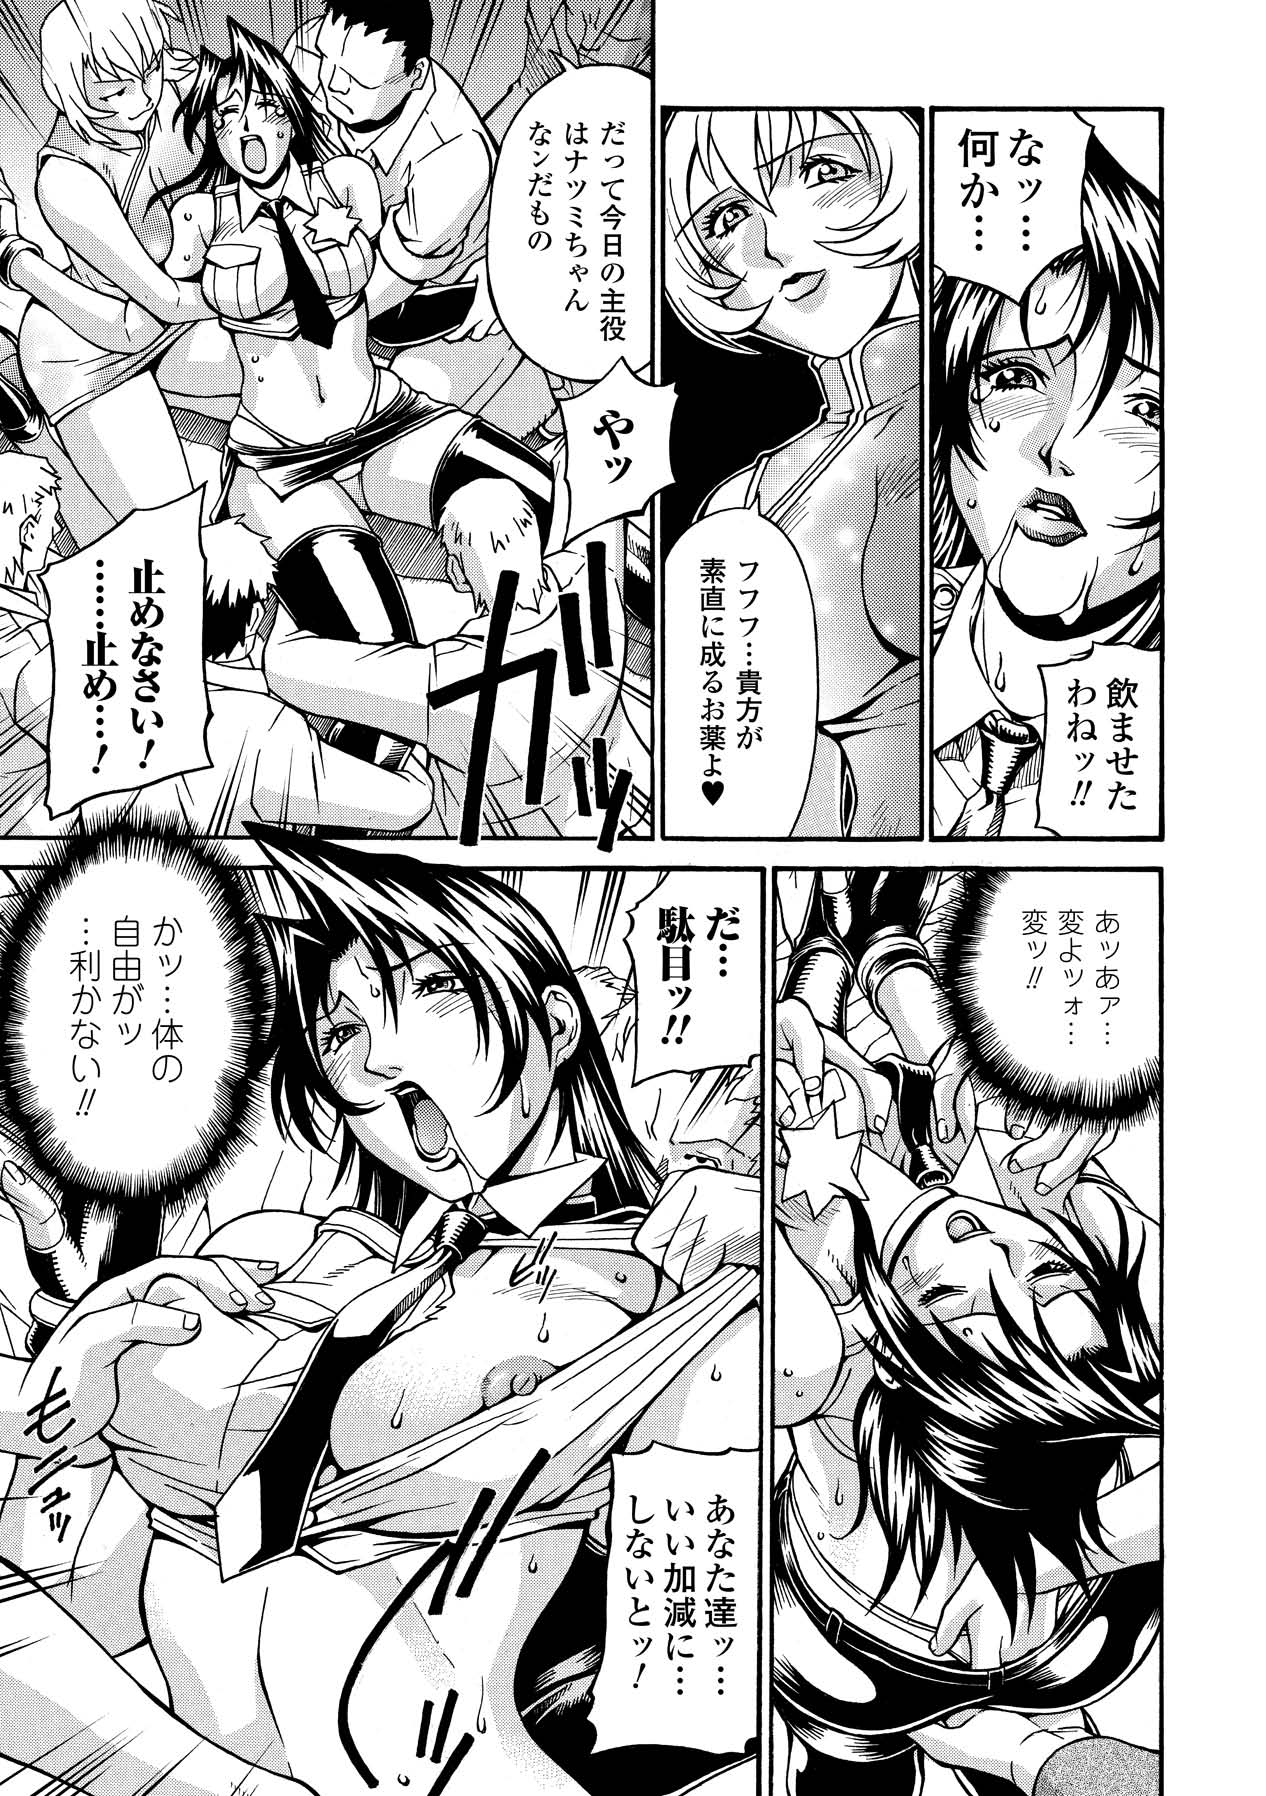 なッ…
何か…
飲ませた
わねッ!!
フフフ…貴方が
素直に成るお薬よ♥
だって今日の主役
はナツミちゃん
なンだもの
やッ
ガッ
止めなさい!
………止め…!
あッあァ…
変よッォ…
変ッ!!
だ…
駄目ッ!!
かッ…体の
自由がッ
…利かない!!
あなた達ッ…
いい加減に…
しないとッ!
ビッ
モニュッ